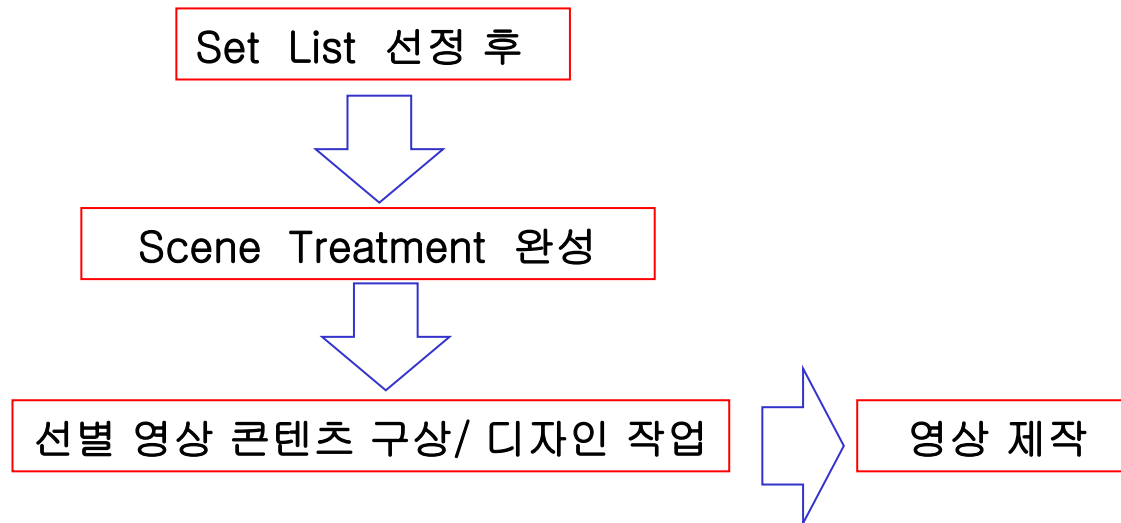 Set List 선정 후
Scene Treatment 완성
선별 영상 콘텐츠 구상/ 디자인 작업
영상 제작